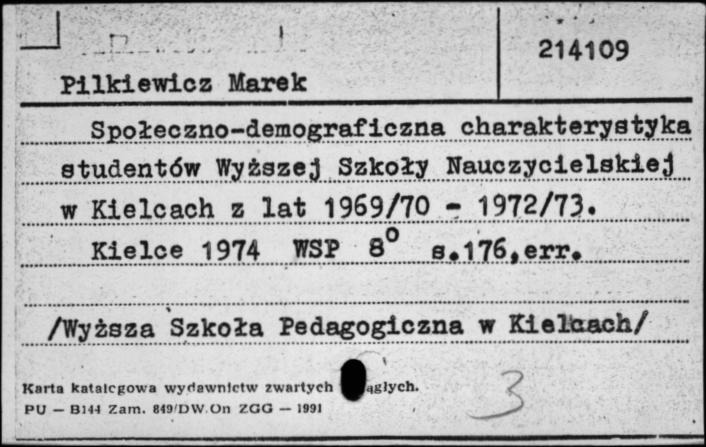 214109
Pilkiewicz Marek
Społeczno-demograficzna charakterystyka
studentów Wyższej Szkoły Nauczycielskiej
w Kielcach z lat 1969/70 - 1972/73.
Kielce 1974 WSP 8° s.176,err.
/Wyższa Szkoła Pedagogiczna w Kielcach/
Karta katalcgowa wydawnictw zwartych ągłych.
3
PU — B144 Zam. 849/DW.On ZGG — 1991